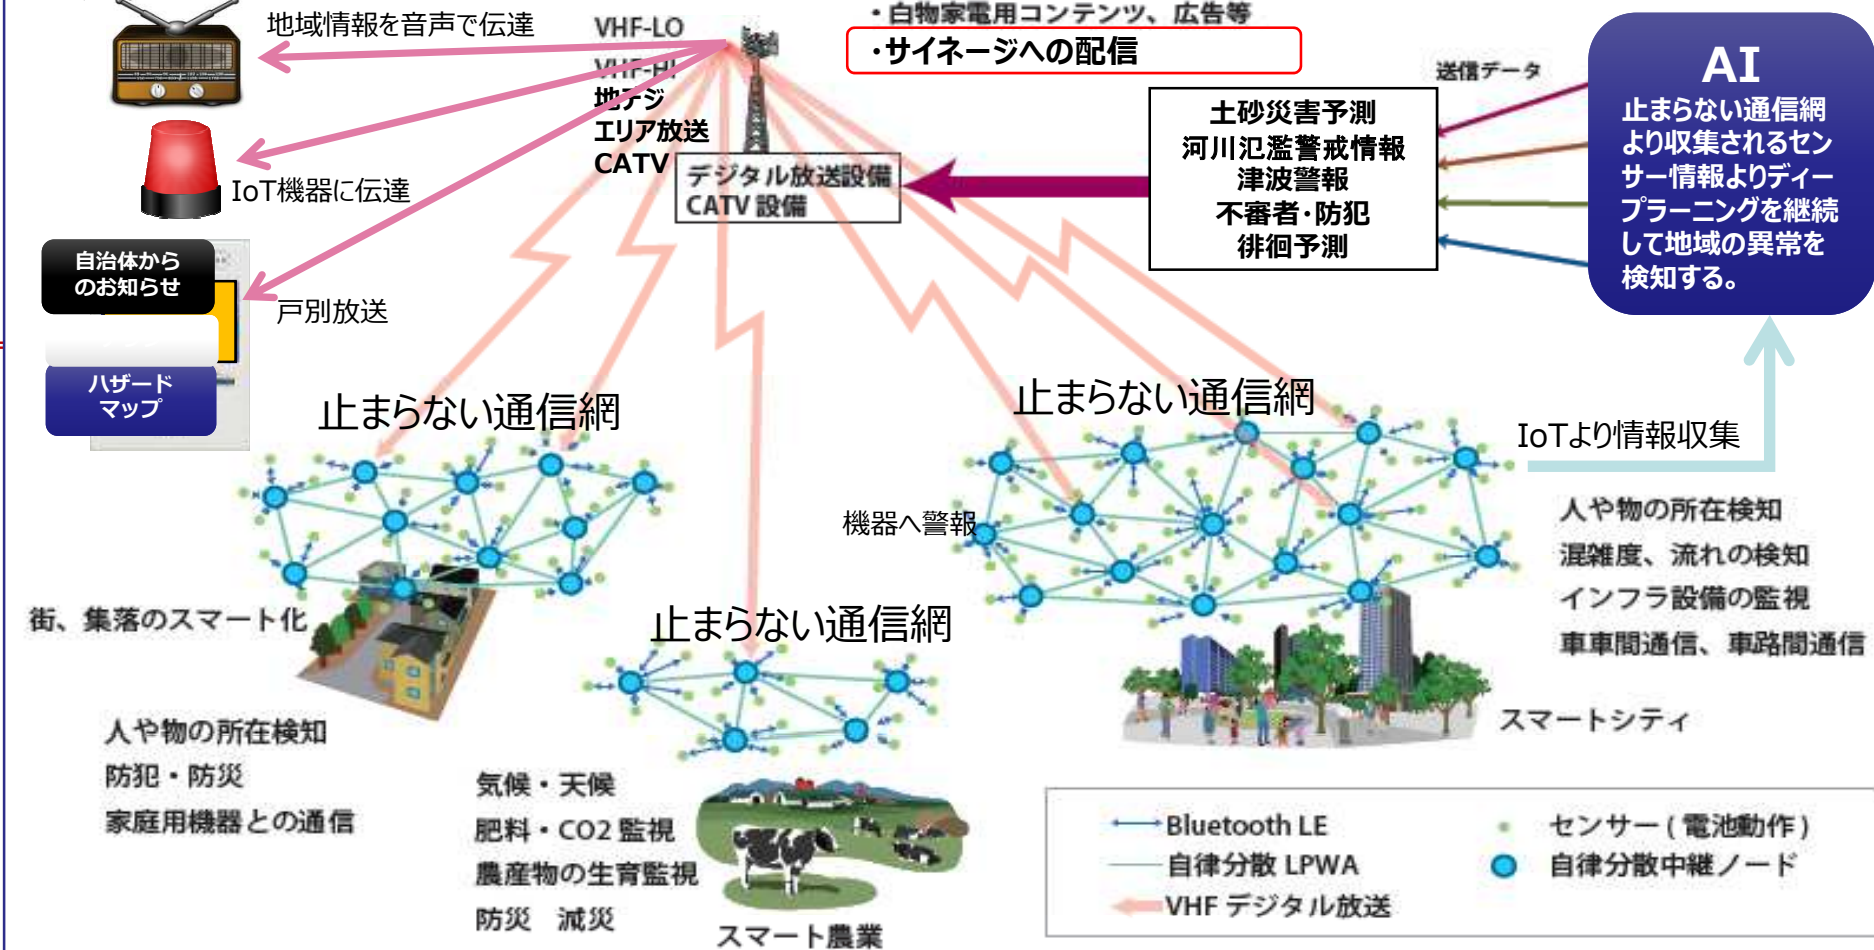 地域情報を音声で伝達
VHF-LO
VHF-HI
地デジ
エリア放送
CATV
・白物家電用コンテンツ、広告等
・サイネージへの配信
送信データ
AI
止まらない通信網
より収集されるセン
サー情報よりディー
プラーニングを継続
して地域の異常を
検知する。
土砂災害予測
河川氾濫警戒情報
津波警報
不審者・防犯
徘徊予測
デジタル放送設備
CATV 設備
IoT機器に伝達
自治体から
のお知らせ
戸別放送
ハザード
マップ
止まらない通信網
止まらない通信網
IoTより情報収集
機器へ警報
人や物の所在検知
混雑度、流れの検知
インフラ設備の監視
車車間通信、車路間通信
街、集落のスマート化
止まらない通信網
スマートシティ
人や物の所在検知
防犯・防災
家庭用機器との通信
気候・天候
肥料・CO2 監視
農産物の生育監視
防災　減災
スマート農業
Bluetooth LE
自律分散 LPWA
VHF デジタル放送
センサー ( 電池動作 )
自律分散中継ノード